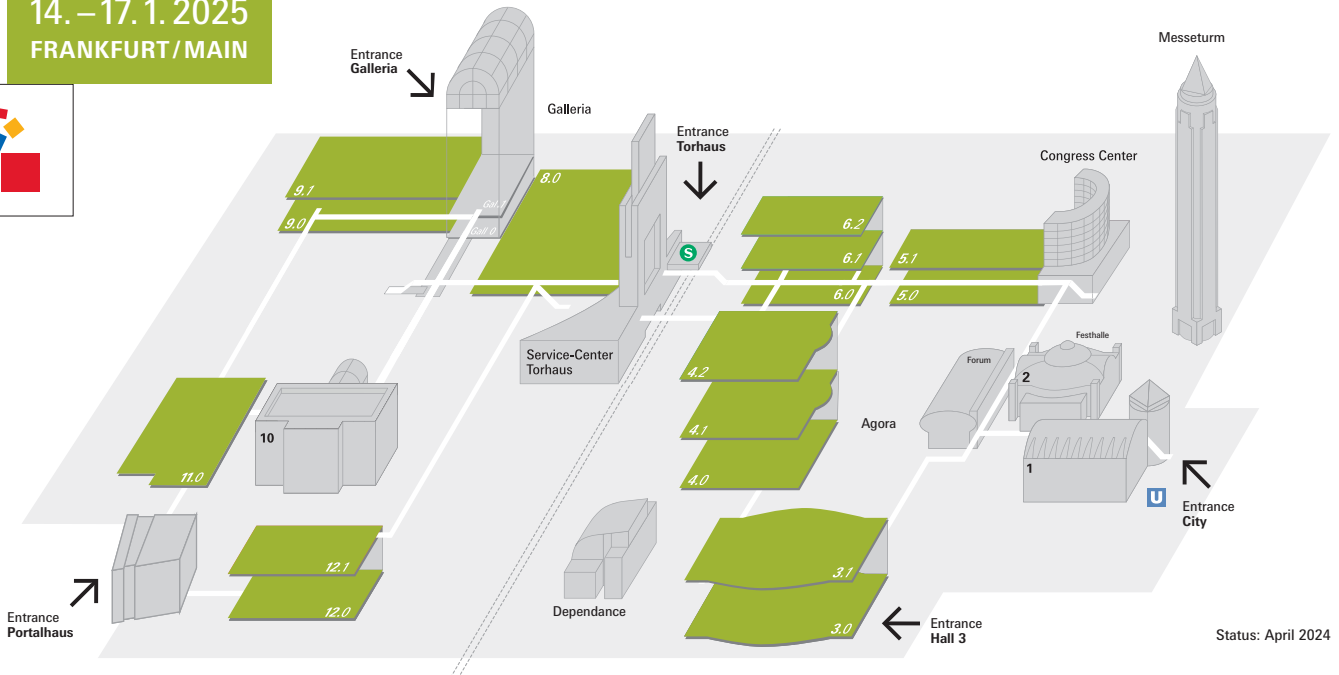 14. – 17. 1. 2025
FRANKFURT / MAIN
Entrance
Galleria
Galleria
Entrance
Torhaus
Messeturm
Congress Center
9.1
9.0
Gal. 1
Gall 0
8.0
S
6.2
6.1
6.0
5.1
5.0
Service-Center
Torhaus
4.2
4.1
4.0
Agora
Forum
Festhalle
2
1
U
Entrance
City
10
11.0
12.1
12.0
Entrance
Portalhaus
Dependance
3.1
3.0
Entrance
Hall 3
Status: April 2024